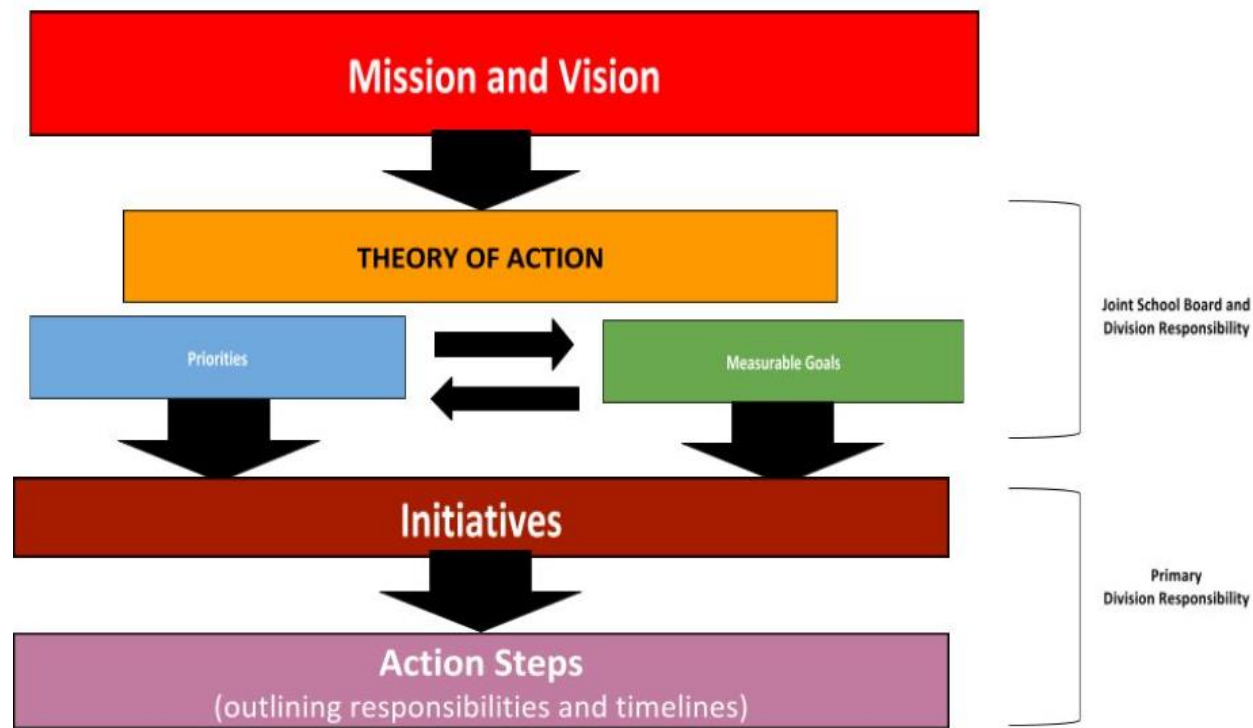 Mission and Vision
THEORY OF ACTION
Priorities
Measurable Goals
Joint School Board and
Division Responsibility
Initiatives
Primary
Division Responsibility
Action Steps
(outlining responsibilities and timelines)